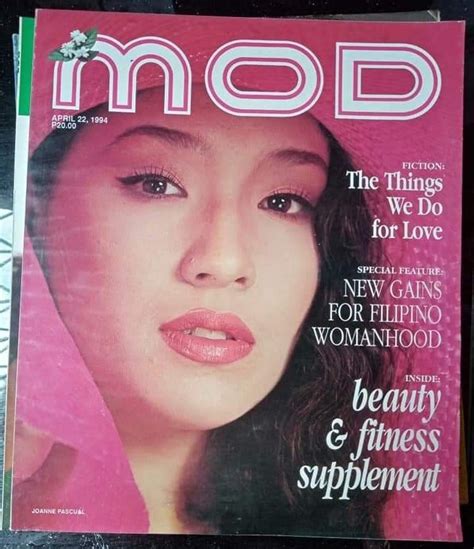 MOD
APRIL 22, 1994
P20.00
FICTION:
The Things
We Do
for Love
SPECIAL FEATURE:
NEW GAINS
FOR FILIPINO
WOMANHOOD
INSIDE:
beauty
& fitness
supplement
JOANNE PASCUAL